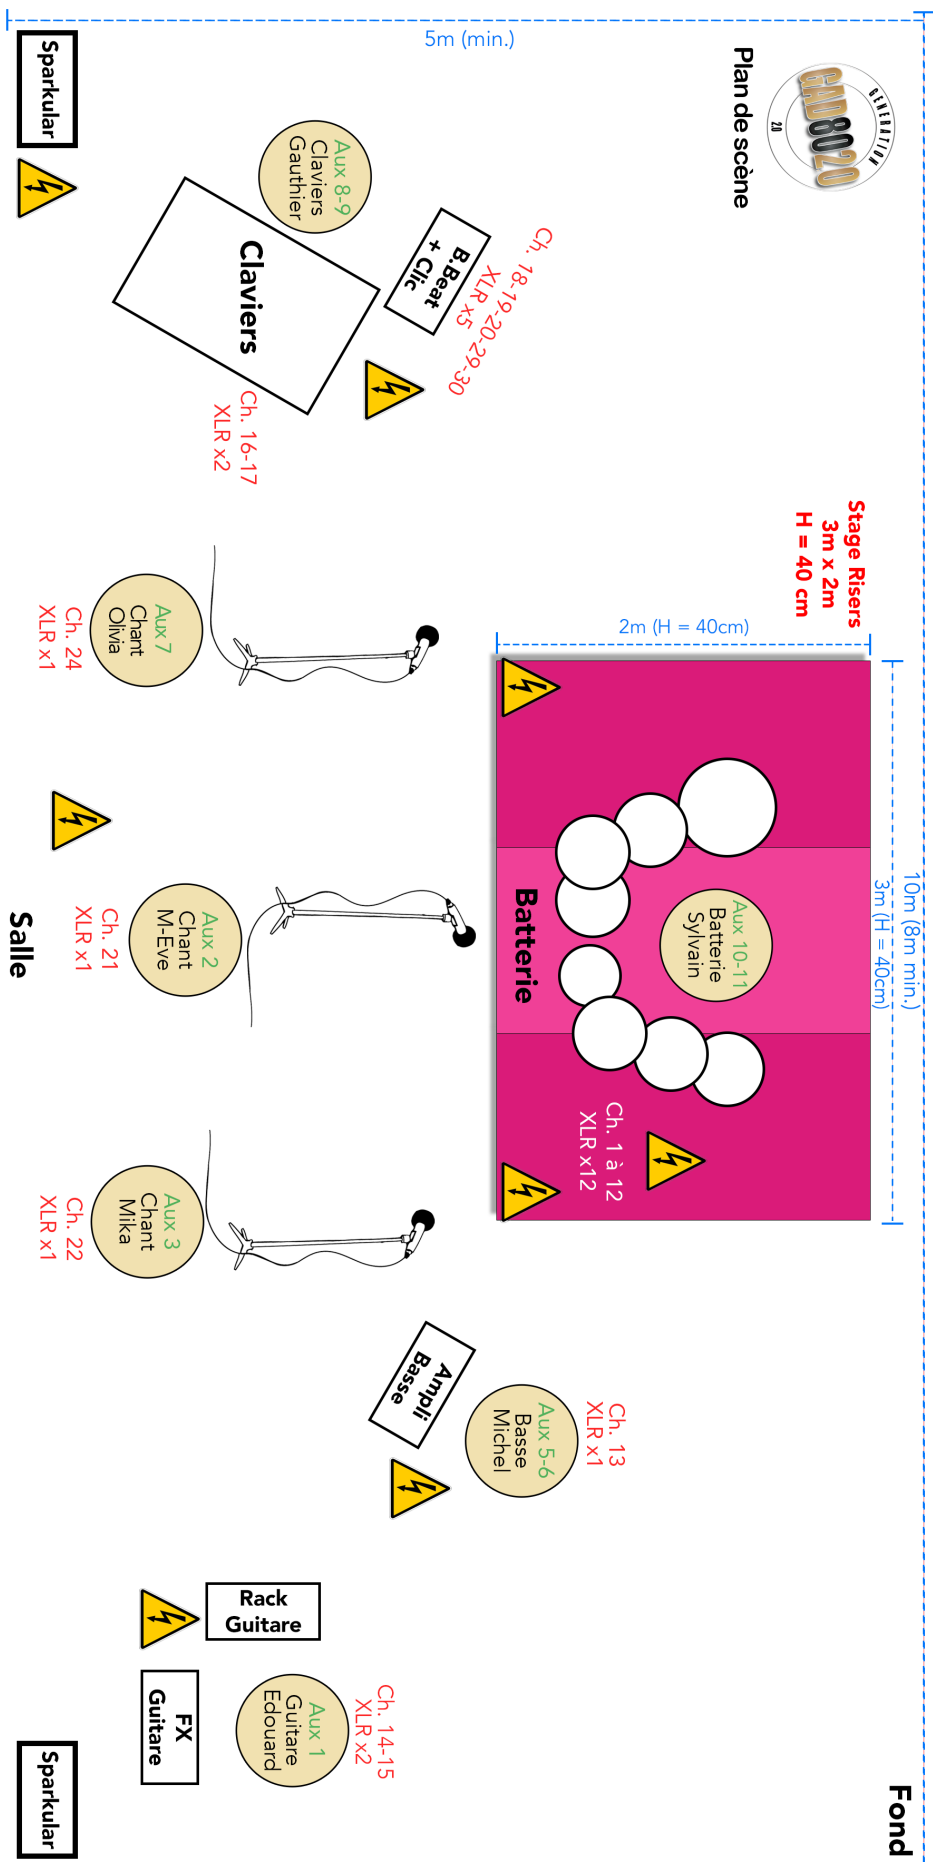 GENERATION
GAD8020
2.0
Plan de scène
5m (min.)
10m (8m min.)
3m (H = 40cm)
2m (H = 40cm)
Stage Risers
3m x 2m
H = 40 cm
Fond
Sparkular
Aux 8-9
Claviers
Gauthier
Claviers
B.Beat
+ Clic
Ch. 18-19-20-29-30
XLR x5
Ch. 16-17
XLR x2
Aux 10-11
Batterie
Sylvain
Batterie
Ch. 1 à 12
XLR x12
Aux 7
Chant
Olivia
Ch. 24
XLR x1
Aux 2
Chant
M-Eve
Ch. 21
XLR x1
Aux 3
Chant
Mika
Ch. 22
XLR x1
Ch. 13
XLR x1
Aux 5-6
Basse
Michel
Ampli
Basse
Rack
Guitare
Ch. 14-15
XLR x2
Aux 1
Guitare
Edouard
FX
Guitare
Sparkular
Salle